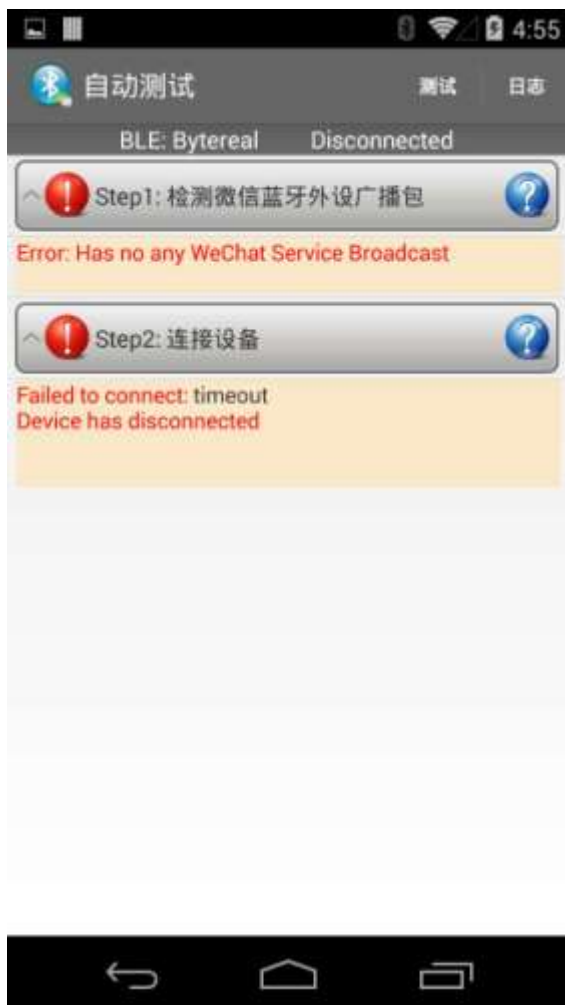 4:55
自动测试 测试 日志
BLE: Bytereal Disconnected
Step1: 检测微信蓝牙外设广播包
Error: Has no any WeChat Service Broadcast
Step2: 连接设备
Failed to connect: timeout
Device has disconnected